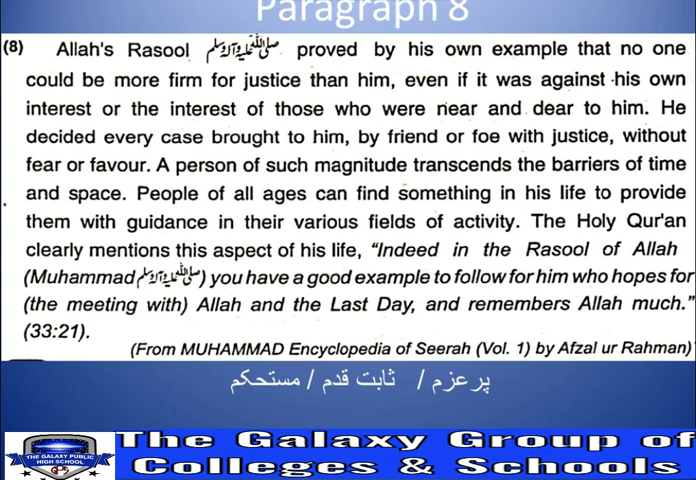 Paragraph 8
(8) Allah's Rasool صلى الله عليه وآله وسلم proved by his own example that no one
could be more firm for justice than him, even if it was against his own
interest or the interest of those who were near and dear to him. He
decided every case brought to him, by friend or foe with justice, without
fear or favour. A person of such magnitude transcends the barriers of time
and space. People of all ages can find something in his life to provide
them with guidance in their various fields of activity. The Holy Qur'an
clearly mentions this aspect of his life, "Indeed in the Rasool of Allah
(Muhammad صلى الله عليه وآله وسلم) you have a good example to follow for him who hopes for
(the meeting with) Allah and the Last Day, and remembers Allah much."
(33:21).
(From MUHAMMAD Encyclopedia of Seerah (Vol. 1) by Afzal ur Rahman)
پرعزم / ثابت قدم / مستحکم
THE GALAXY PUBLIC
HIGH SCHOOL
The Galaxy Group of
Colleges & Schools